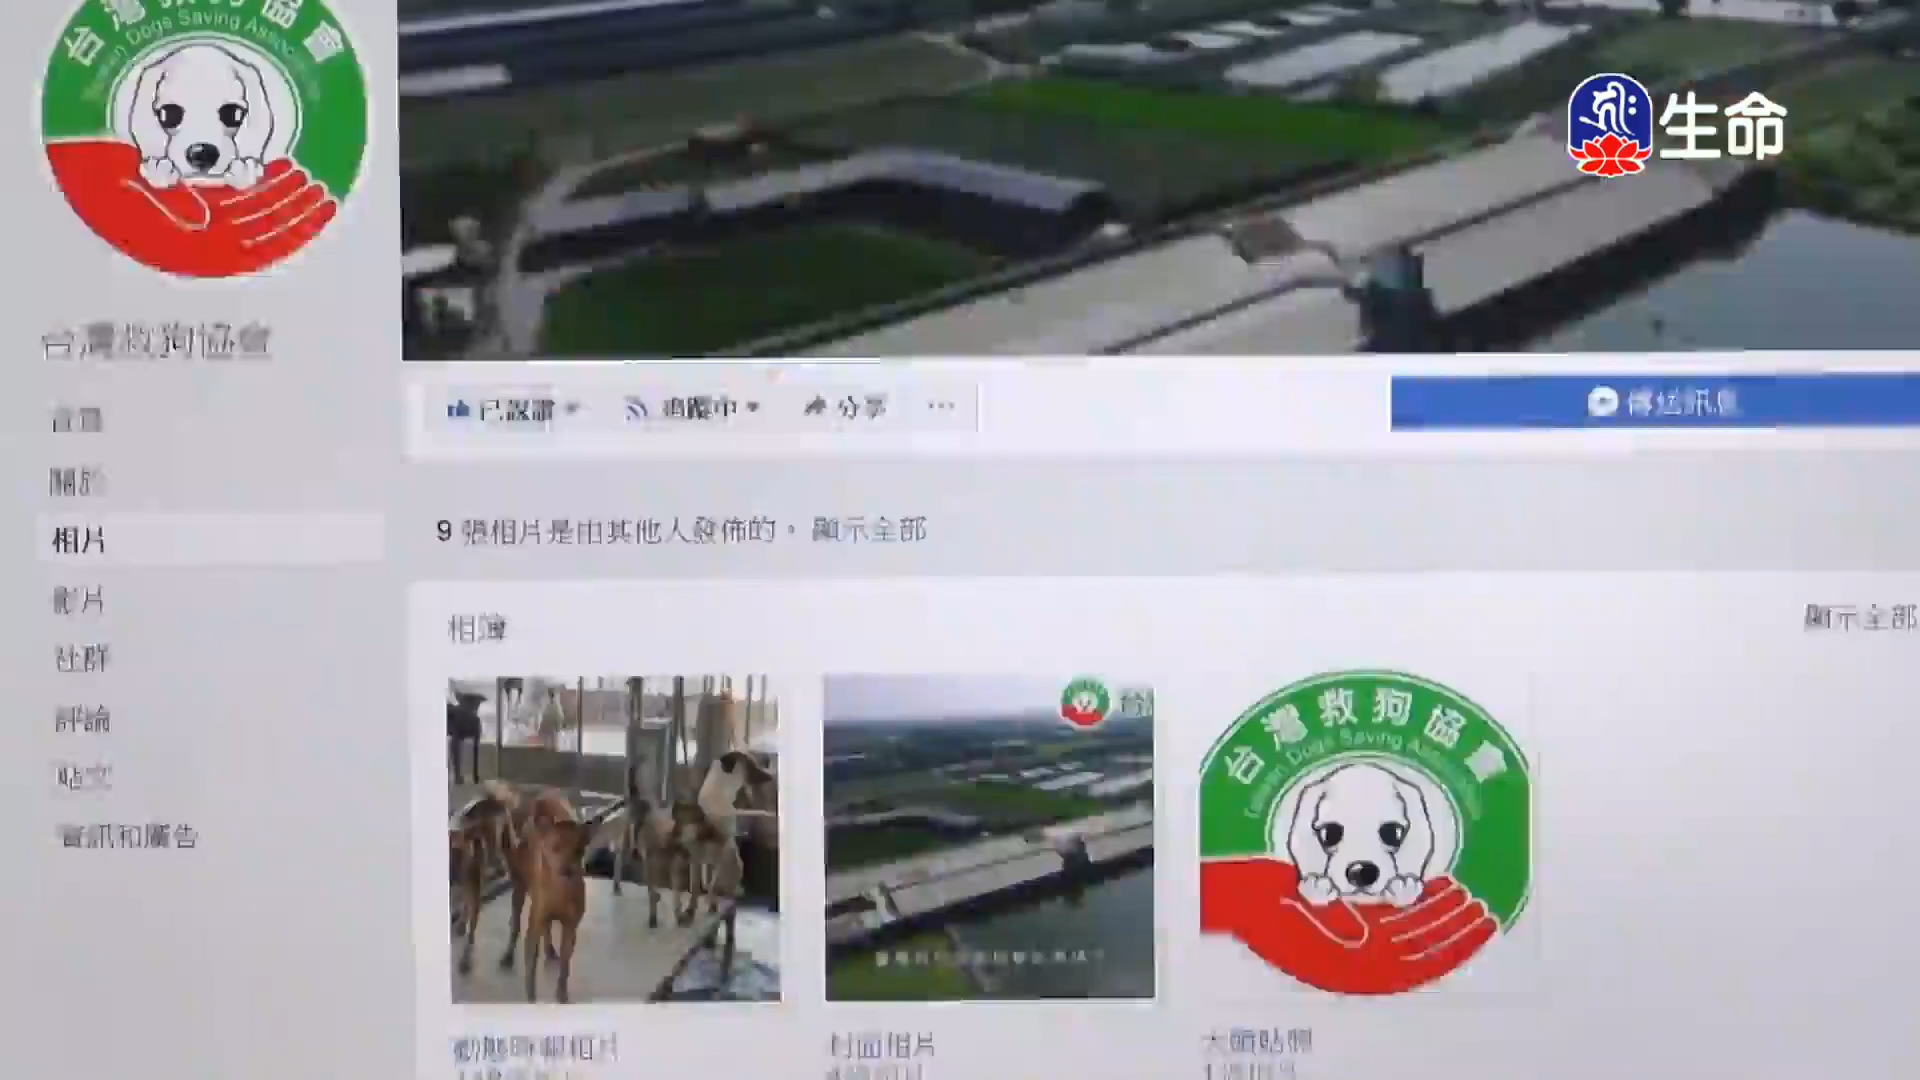 台灣救狗協會
Taiwan Dogs Saving Association
生命
台灣救狗協會
首頁
關於
相片
影片
社群
評論
貼文
資訊和廣告
已說讚
追蹤中
分享
傳送訊息
9 張相片是由其他人發佈的。 顯示全部
相簿
顯示全部
台灣救狗協會
Taiwan Dogs Saving Association
動態時報相片
封面相片
大頭貼照